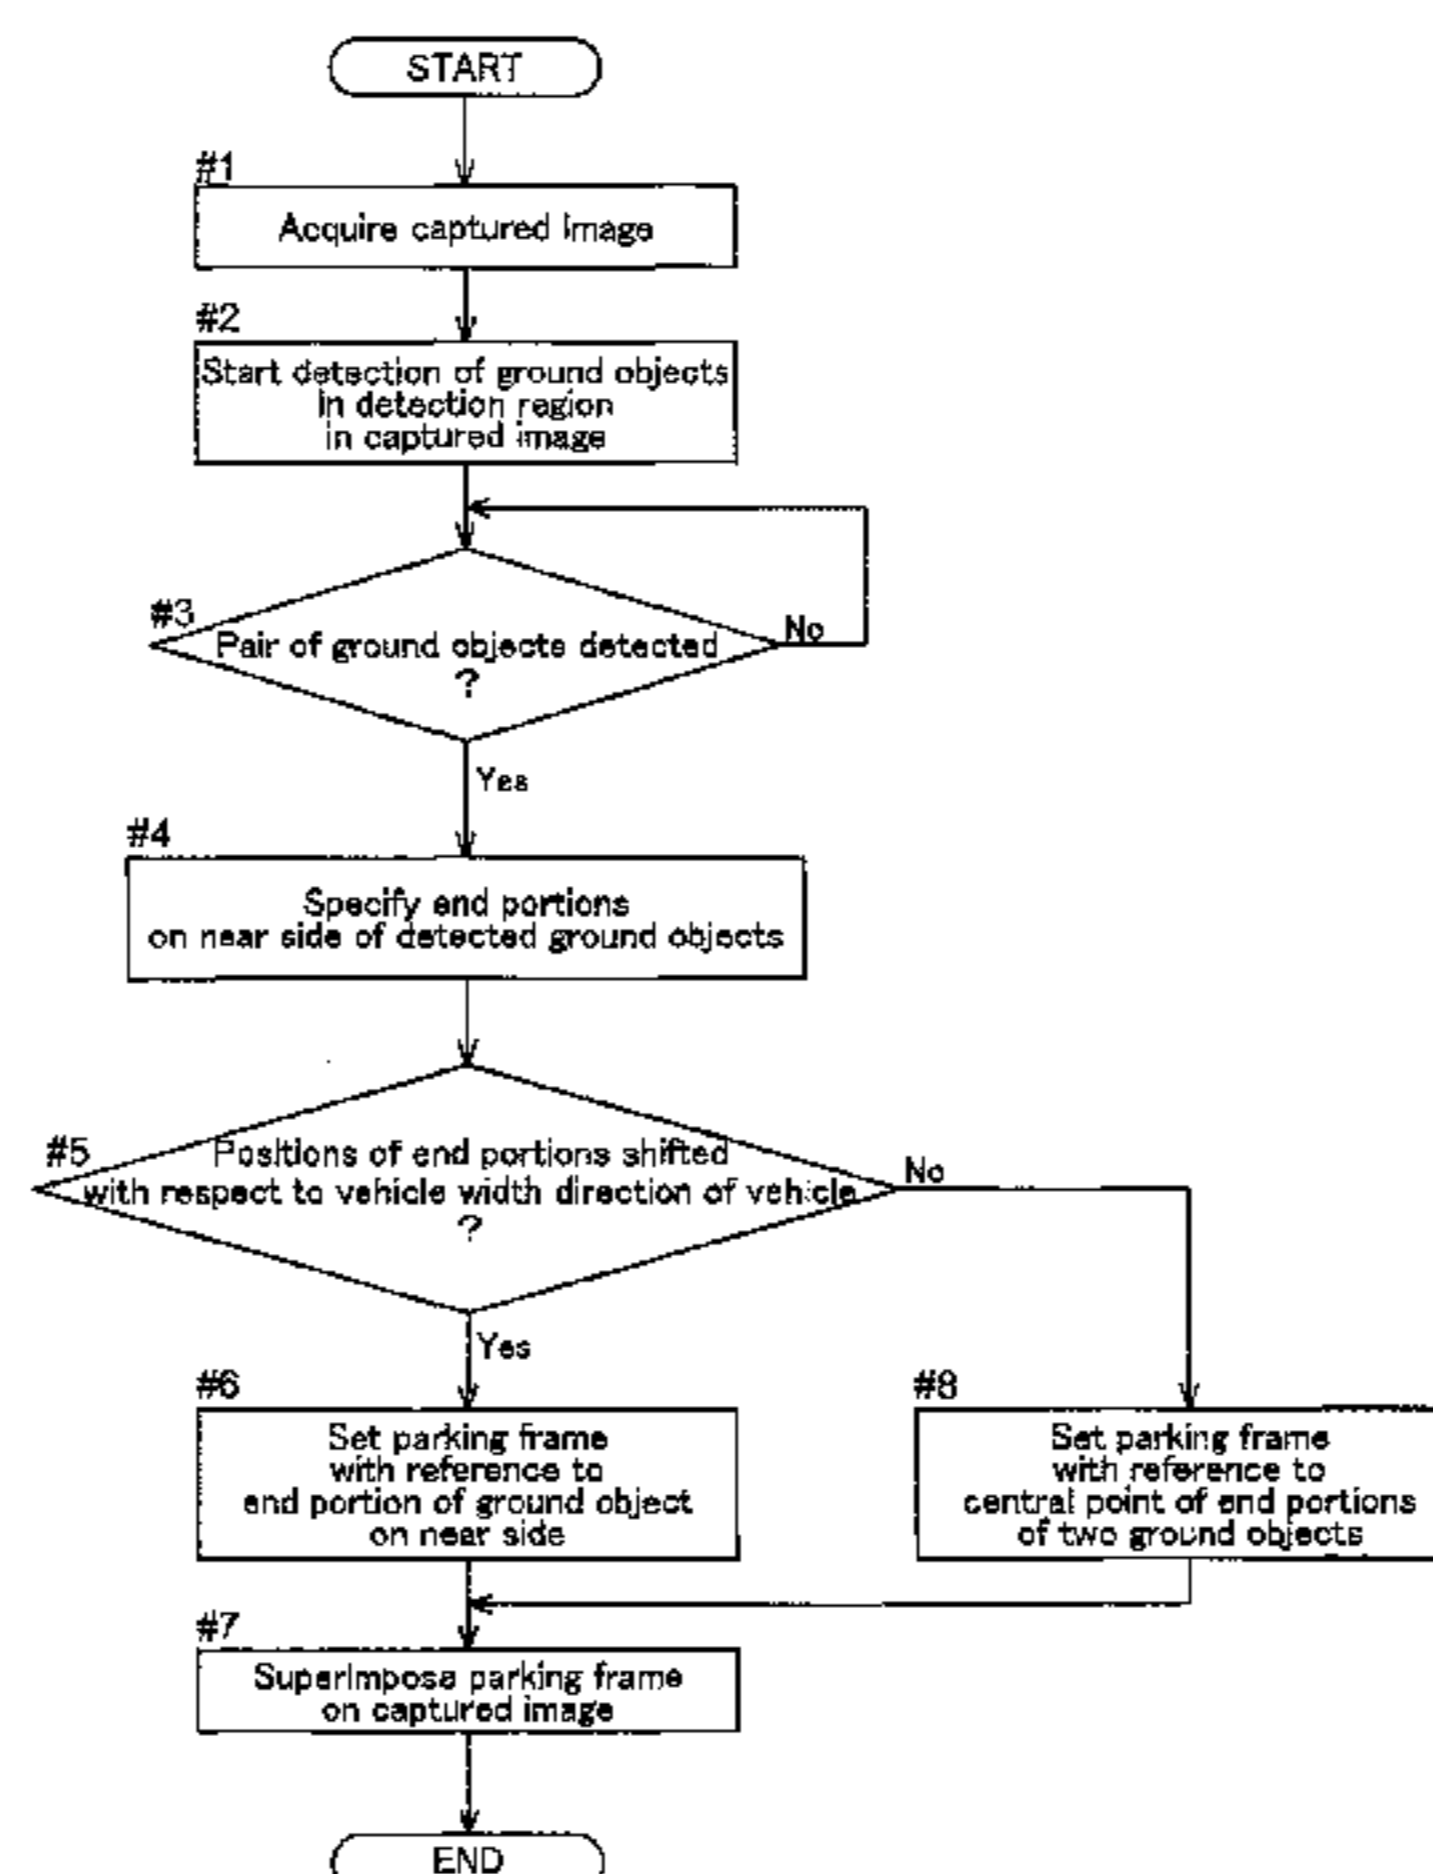 START
#1
Acquire captured image
#2
Start detection of ground objects
in detection region
in captured image
#3
Pair of ground objects detected
?
No
Yes
#4
Specify end portions
on near side of detected ground objects
#5
Positions of end portions shifted
with respect to vehicle width direction of vehicle
?
No
Yes
#6
Set parking frame
with reference to
end portion of ground object
on near side
#8
Set parking frame
with reference to
central point of end portions
of two ground objects
#7
Superimpose parking frame
on captured image
END